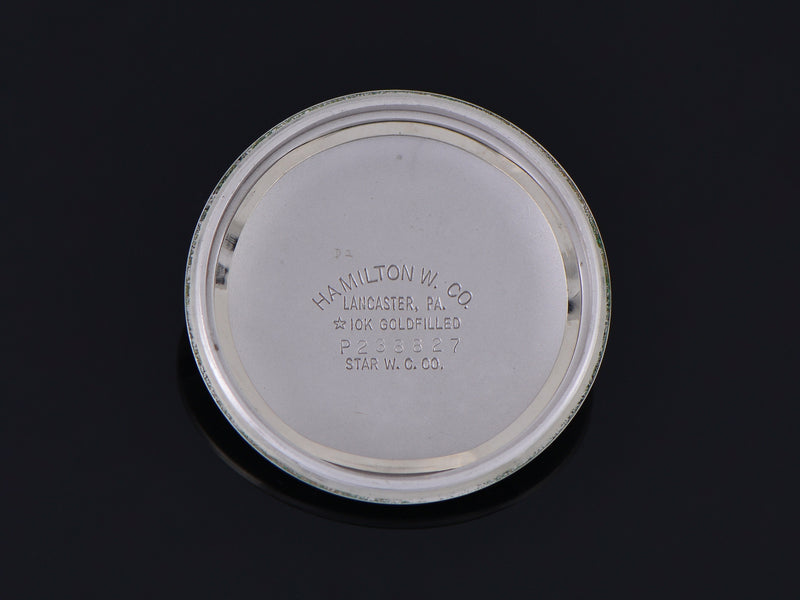 HAMILTON W. CO.
LANCASTER, PA.
☆ 10K GOLDFILLED
P233827
STAR W. C. CO.